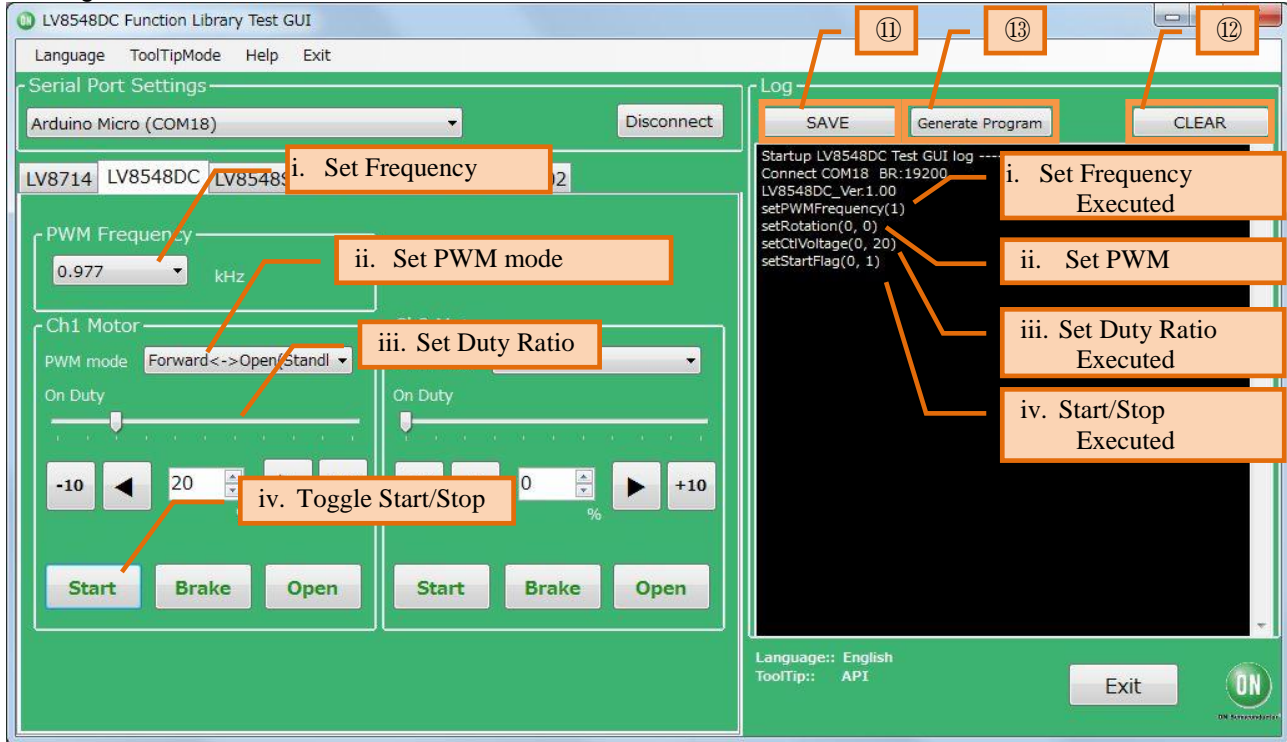 LV8548DC Function Library Test GUI
⑪
⑬
⑫
Language ToolTipMode Help Exit
Serial Port Settings
Arduino Micro (COM18)
Disconnect
LV8714 LV8548DC
i. Set Frequency
PWM Frequency
0.977 kHz
ii. Set PWM mode
Ch1 Motor
PWM mode Forward<->Open(Standl
iii. Set Duty Ratio
On Duty
On Duty
-10 ◀ 20
0 ▶ +10
%
iv. Toggle Start/Stop
Start Brake Open
Start Brake Open
Log
SAVE Generate Program CLEAR
Startup LV8548DC Test GUI log ----
Connect COM18 BR:19200
LV8548DC_Ver.1.00
setPWMFrequency(1)
setRotation(0, 0)
setCtlVoltage(0, 20)
setStartFlag(0, 1)
i. Set Frequency
Executed
ii. Set PWM
iii. Set Duty Ratio
Executed
iv. Start/Stop
Executed
Language:: English
ToolTip:: API
Exit
ON
ON Semiconductor